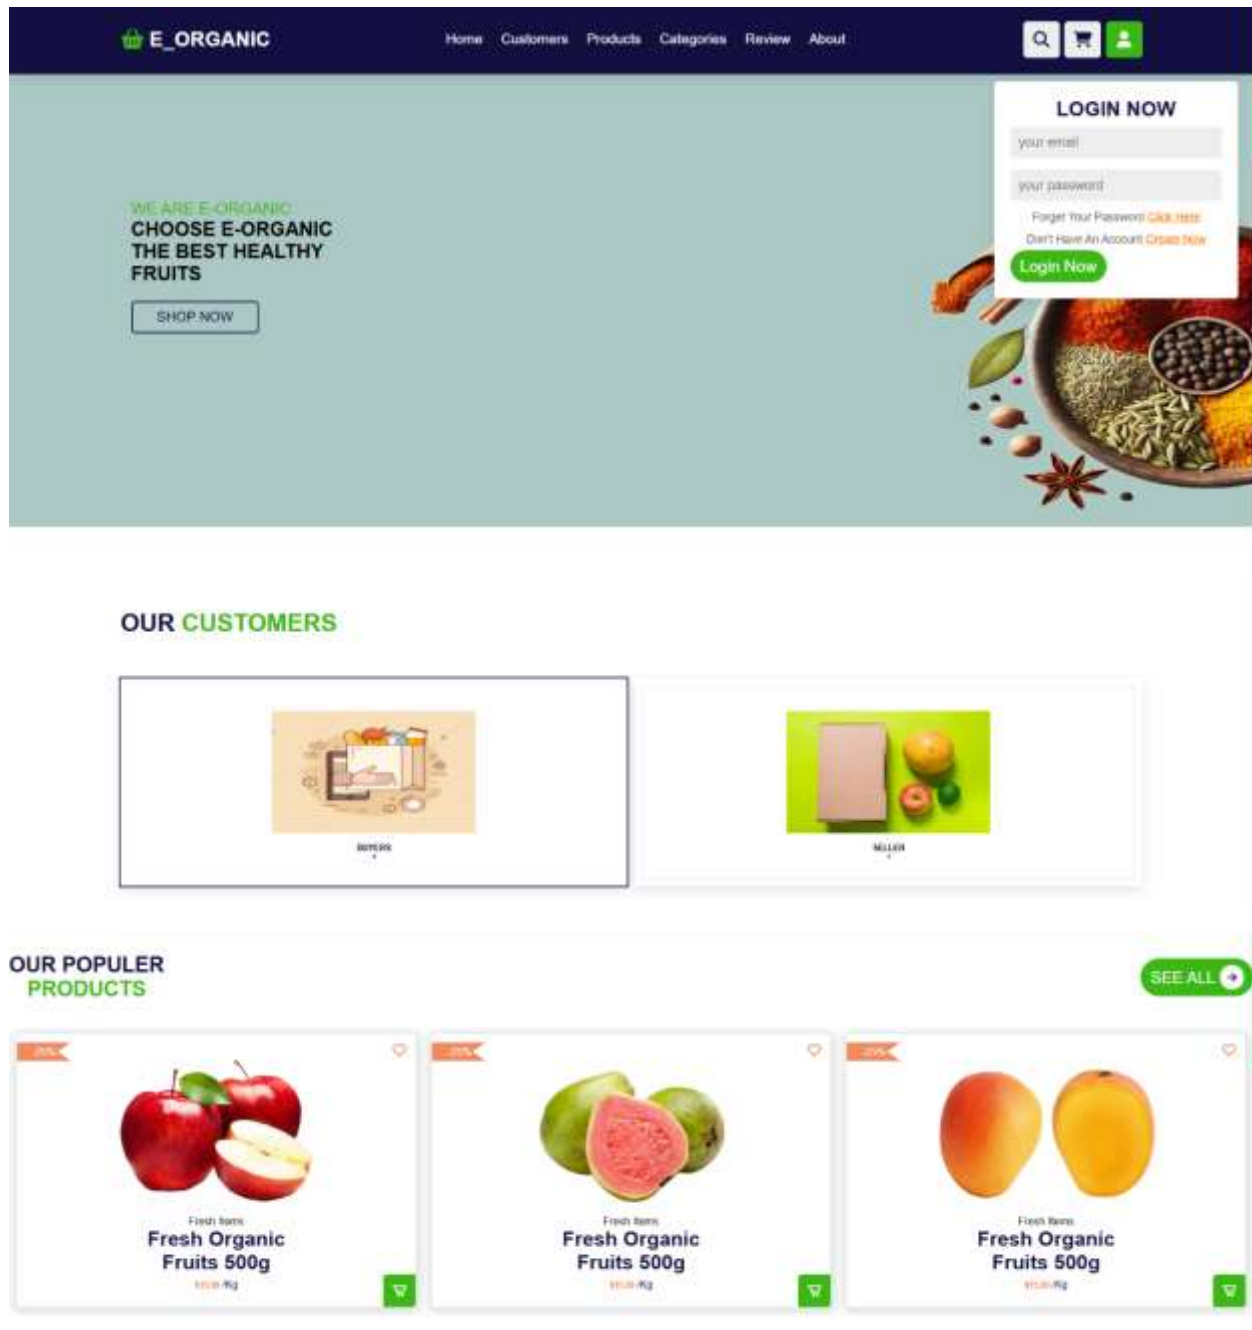 E_ORGANIC
Home Customers Products Categories Review About
LOGIN NOW
your email
your password
Forget Your Password Click Here
Don't Have An Account Create Now
Login Now
WE ARE E-ORGANIC
CHOOSE E-ORGANIC
THE BEST HEALTHY
FRUITS
SHOP NOW
OUR CUSTOMERS
BUYERS
SELLER
OUR POPULER
PRODUCTS
SEE ALL
Fresh Items
Fresh Organic
Fruits 500g
/Kg
Fresh Items
Fresh Organic
Fruits 500g
/Kg
Fresh Items
Fresh Organic
Fruits 500g
/Kg